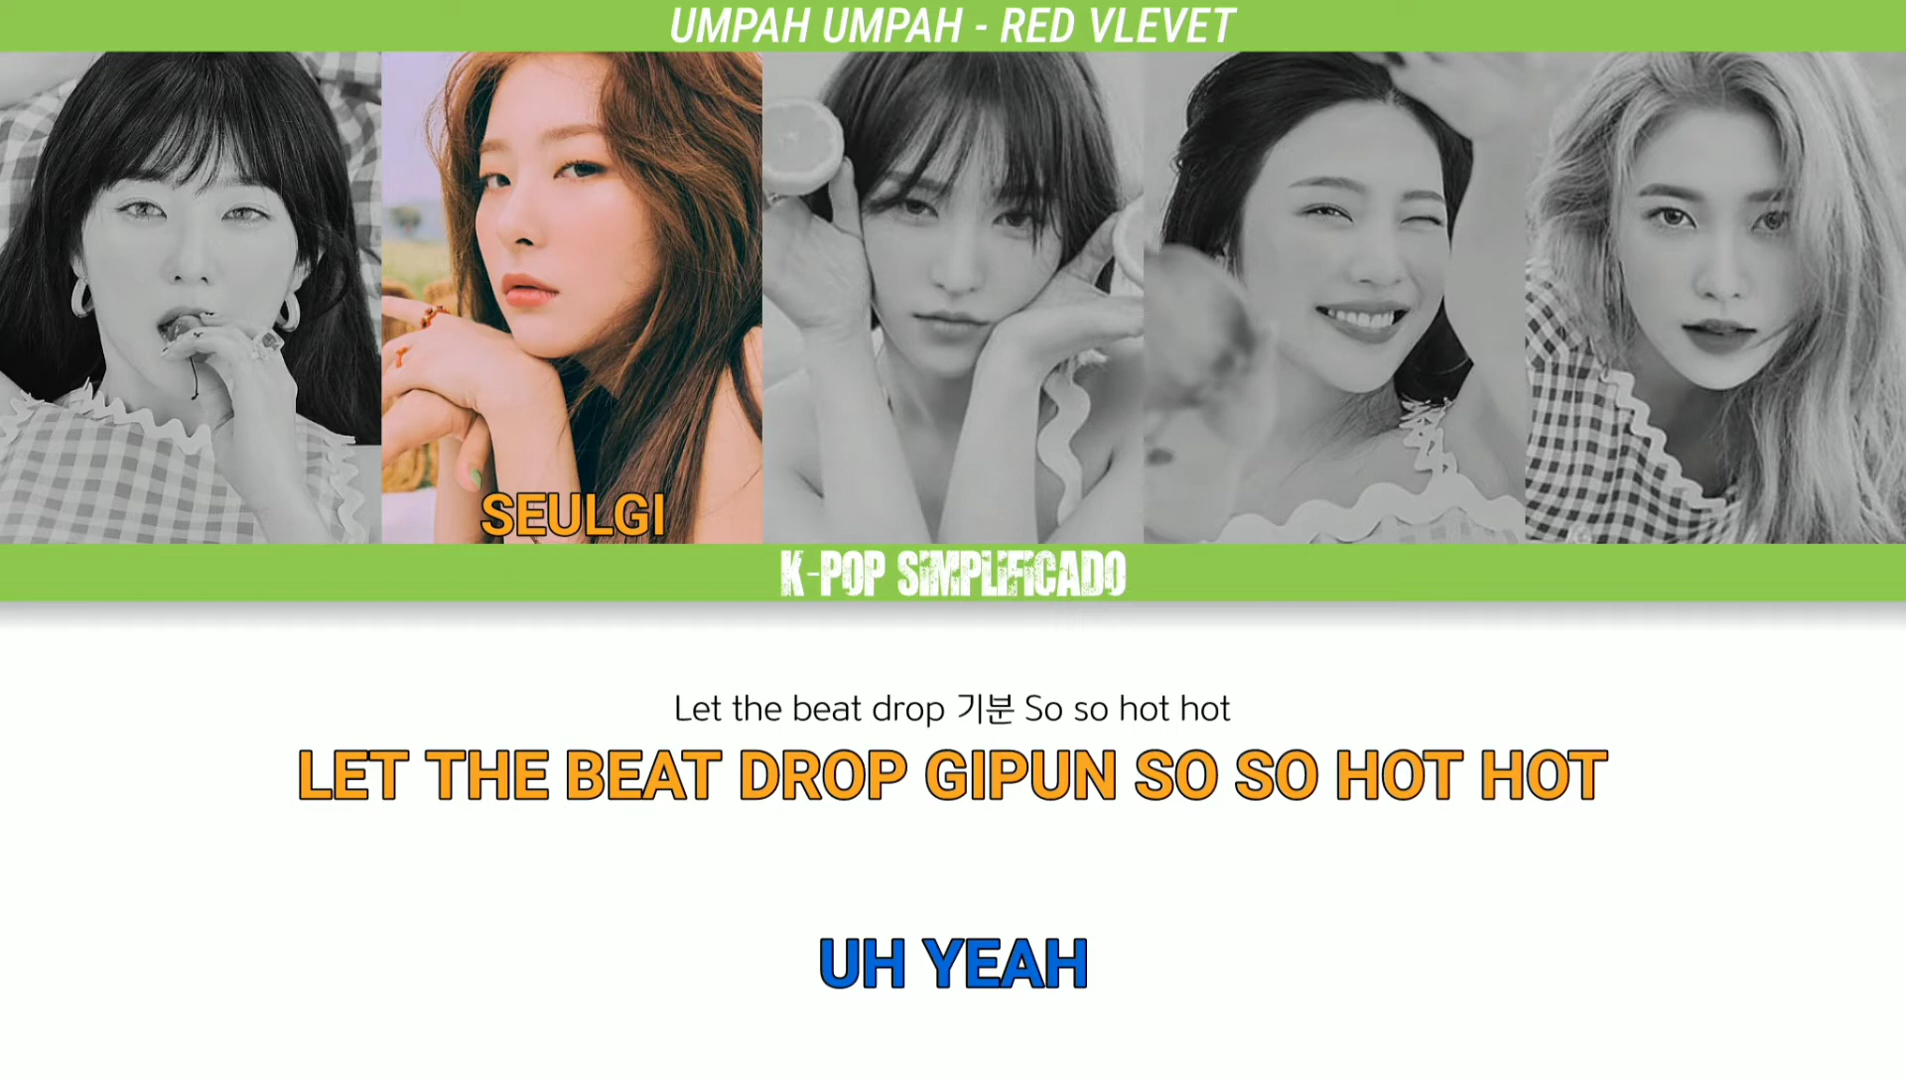 UMPAH UMPAH - RED VLEVET
SEULGI
K-POP SIMPLIFICADO
Let the beat drop 기분 So so hot hot
LET THE BEAT DROP GIPUN SO SO HOT HOT
UH YEAH